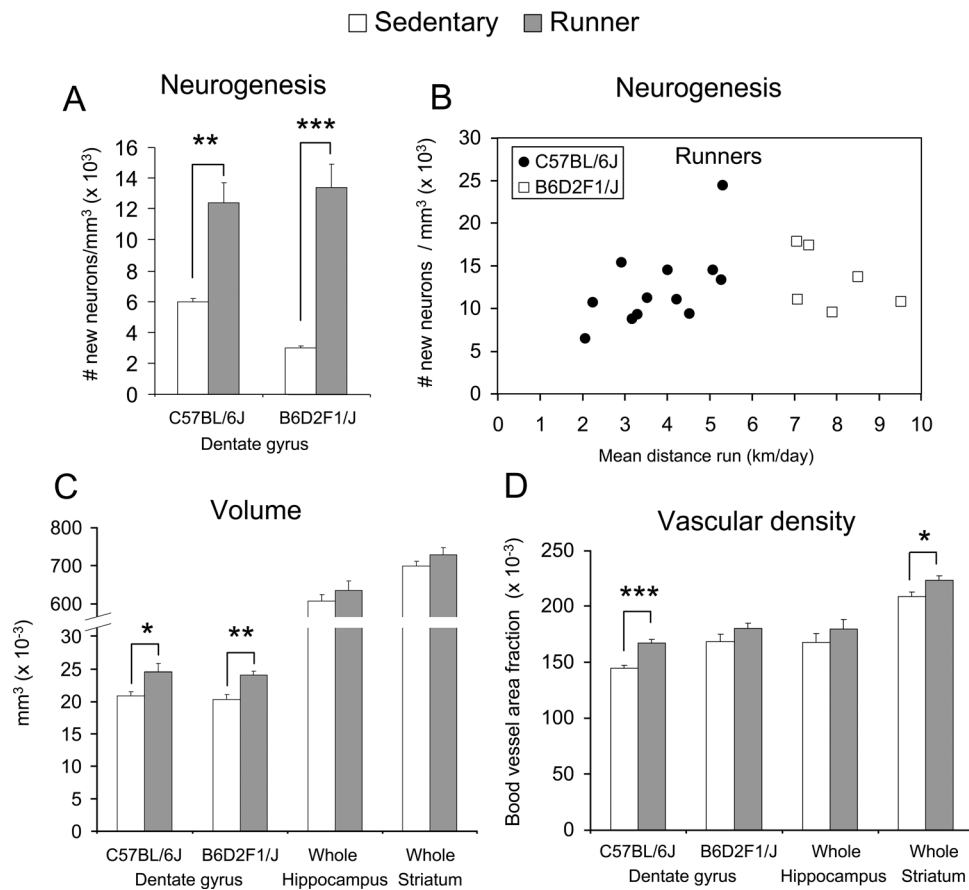 Sedentary Runner
A
Neurogenesis
**
***
# new neurons/mm³ (x 10³)
16
14
12
10
8
6
4
2
0
C57BL/6J B6D2F1/J
Dentate gyrus
B
Neurogenesis
# new neurons / mm³ (x 10³)
30
25
20
15
10
5
0
C57BL/6J
B6D2F1/J
Runners
0 1 2 3 4 5 6 7 8 9 10
Mean distance run (km/day)
C
Volume
mm³ (x 10⁻³)
800
700
600
25
30
20
15
10
5
0
*
**
C57BL/6J B6D2F1/J Whole Whole
Dentate gyrus Hippocampus Striatum
D
Vascular density
Bood vessel area fraction (x 10⁻³)
250
200
150
100
50
0
***
*
C57BL/6J B6D2F1/J Whole Whole
Dentate gyrus Hippocampus Striatum